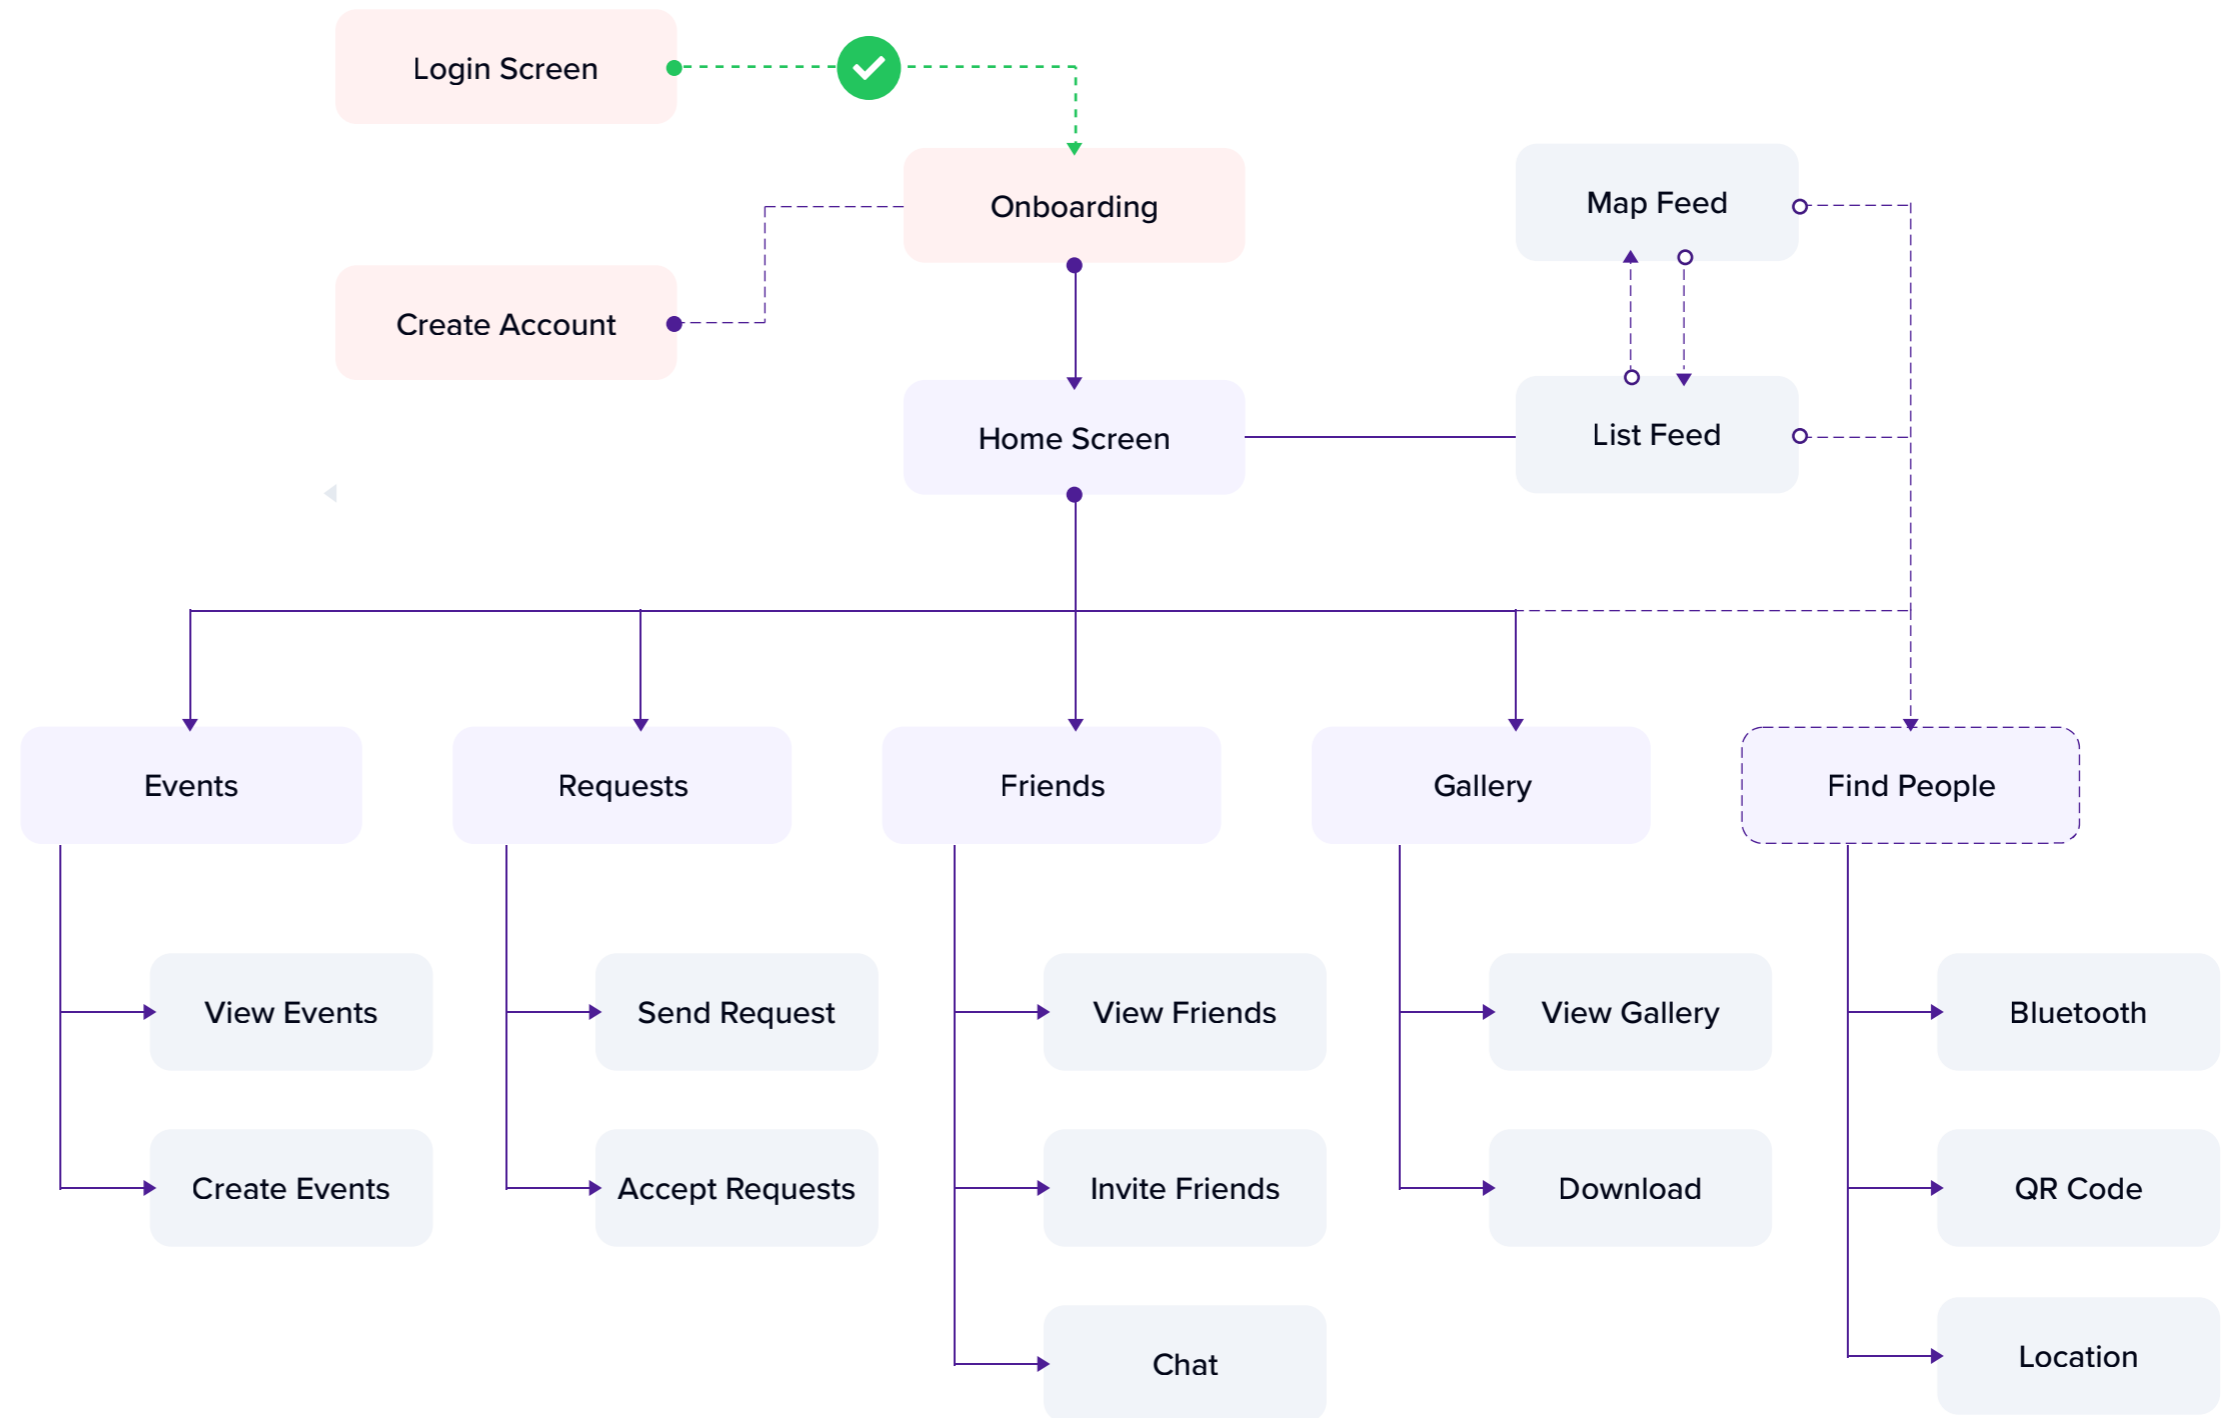 Login Screen
Onboarding
Map Feed
Create Account
Home Screen
List Feed
Events
Requests
Friends
Gallery
Find People
View Events
Send Request
View Friends
View Gallery
Bluetooth
Create Events
Accept Requests
Invite Friends
Download
QR Code
Chat
Location